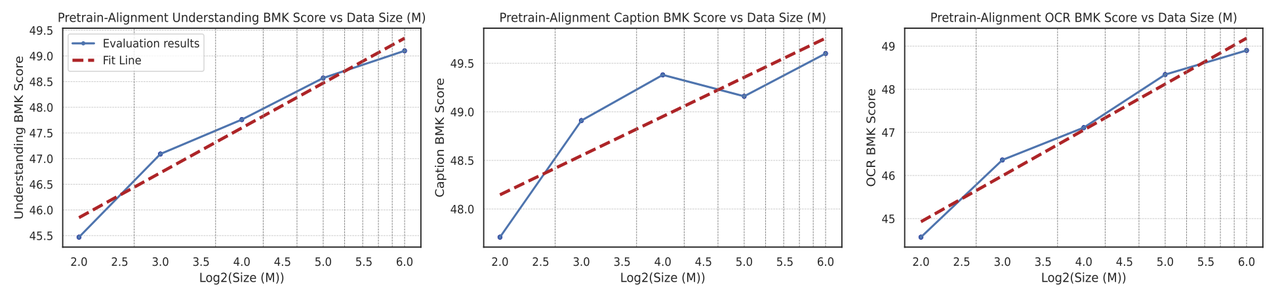 Pretrain-Alignment Understanding BMK Score vs Data Size (M)
Understanding BMK Score
49.5
49.0
48.5
48.0
47.5
47.0
46.5
46.0
45.5
Evaluation results
Fit Line
2.0 2.5 3.0 3.5 4.0 4.5 5.0 5.5 6.0
Log2(Size (M))
Pretrain-Alignment Caption BMK Score vs Data Size (M)
Caption BMK Score
49.5
49.0
48.5
48.0
2.0 2.5 3.0 3.5 4.0 4.5 5.0 5.5 6.0
Log2(Size (M))
Pretrain-Alignment OCR BMK Score vs Data Size (M)
OCR BMK Score
49
48
47
46
45
2.0 2.5 3.0 3.5 4.0 4.5 5.0 5.5 6.0
Log2(Size (M))